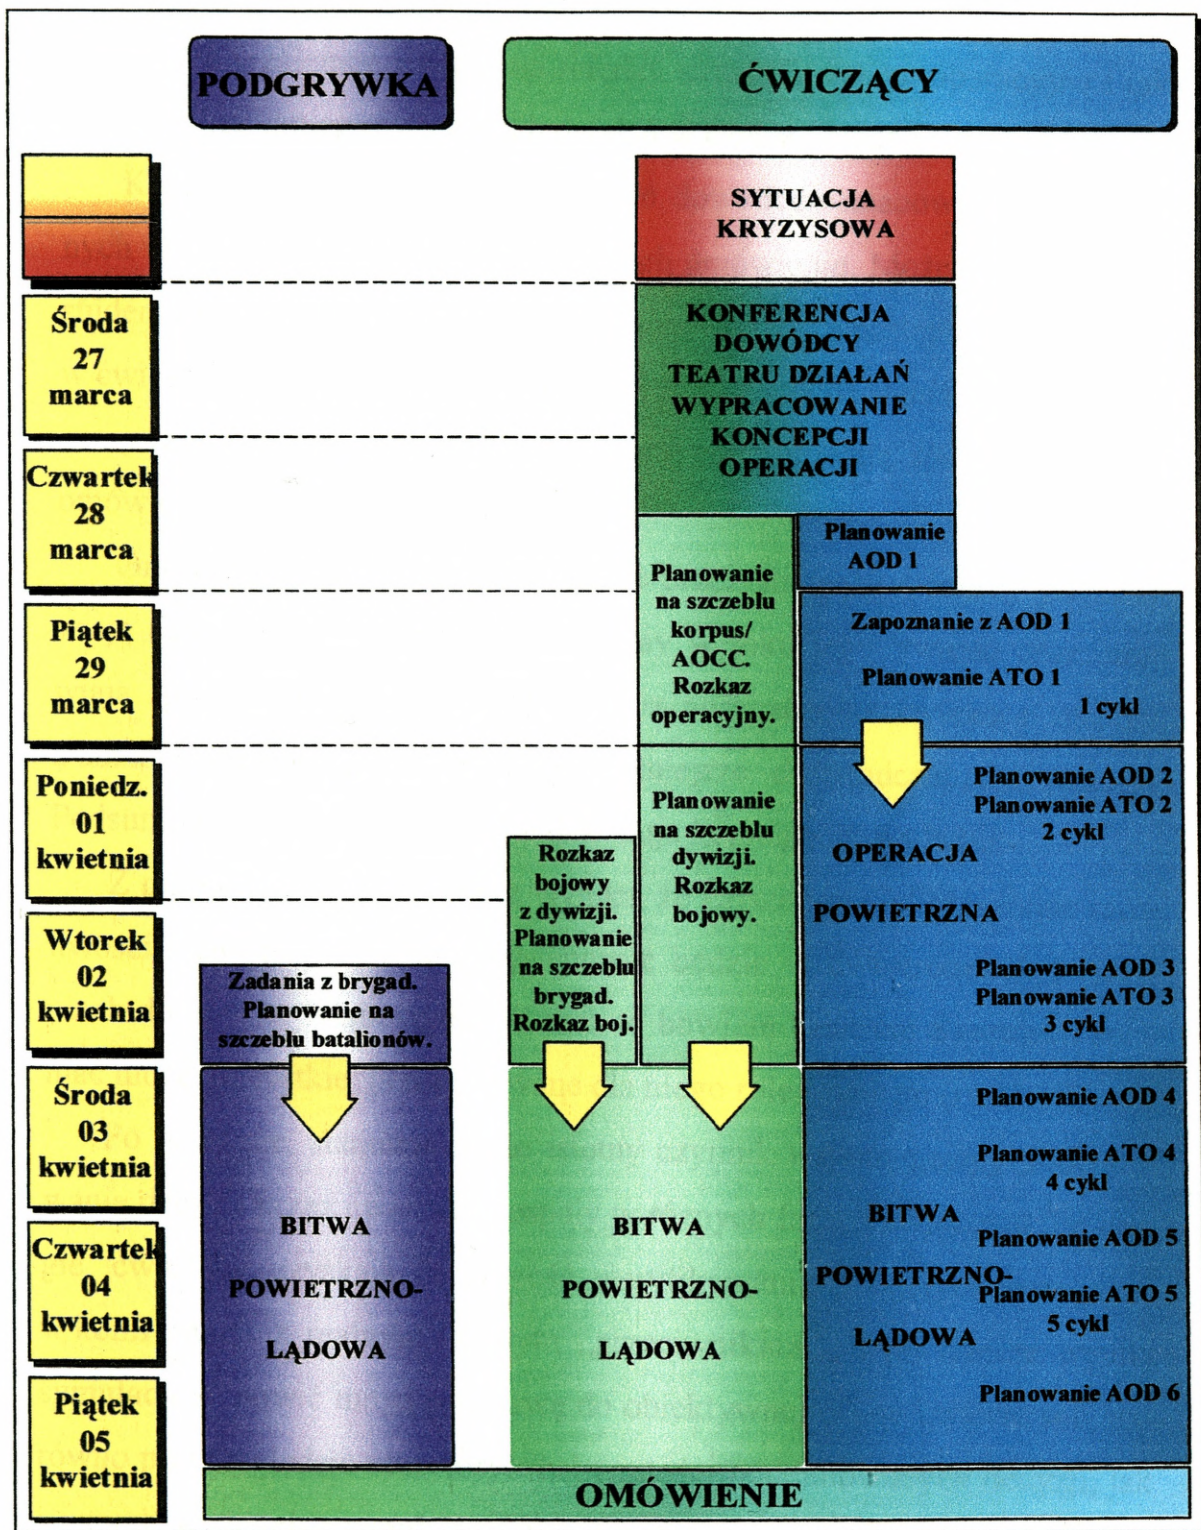 PODGRYWKA
ĆWICZĄCY
SYTUACJA
KRYZYSOWA
Środa
27
marca
KONFERENCJA
DOWÓDCY
TEATRU DZIAŁAŃ
WYPRACOWANIE
KONCEPCJI
OPERACJI
Czwartek
28
marca
Planowanie
AOD 1
Planowanie
na szczeblu
korpus/
AOCC.
Rozkaz
operacyjny.
Piątek
29
marca
Zapoznanie z AOD 1
Planowanie ATO 1
1 cykl
Poniedz.
01
kwietnia
Planowanie
na szczeblu
dywizji.
Rozkaz
bojowy.
Planowanie AOD 2
Planowanie ATO 2
2 cykl
OPERACJA
POWIETRZNA
Rozkaz
bojowy
z dywizji.
Planowanie
na szczeblu
brygad.
Rozkaz boj.
Wtorek
02
kwietnia
Zadania z brygad.
Planowanie na
szczeblu batalionów.
Planowanie AOD 3
Planowanie ATO 3
3 cykl
Środa
03
kwietnia
Planowanie AOD 4
Planowanie ATO 4
4 cykl
Czwartek
04
kwietnia
BITWA
POWIETRZNO-
LĄDOWA
BITWA
POWIETRZNO-
LĄDOWA
BITWA
POWIETRZNO-
LĄDOWA
Planowanie AOD 5
Planowanie ATO 5
5 cykl
Piątek
05
kwietnia
Planowanie AOD 6
OMÓWIENIE